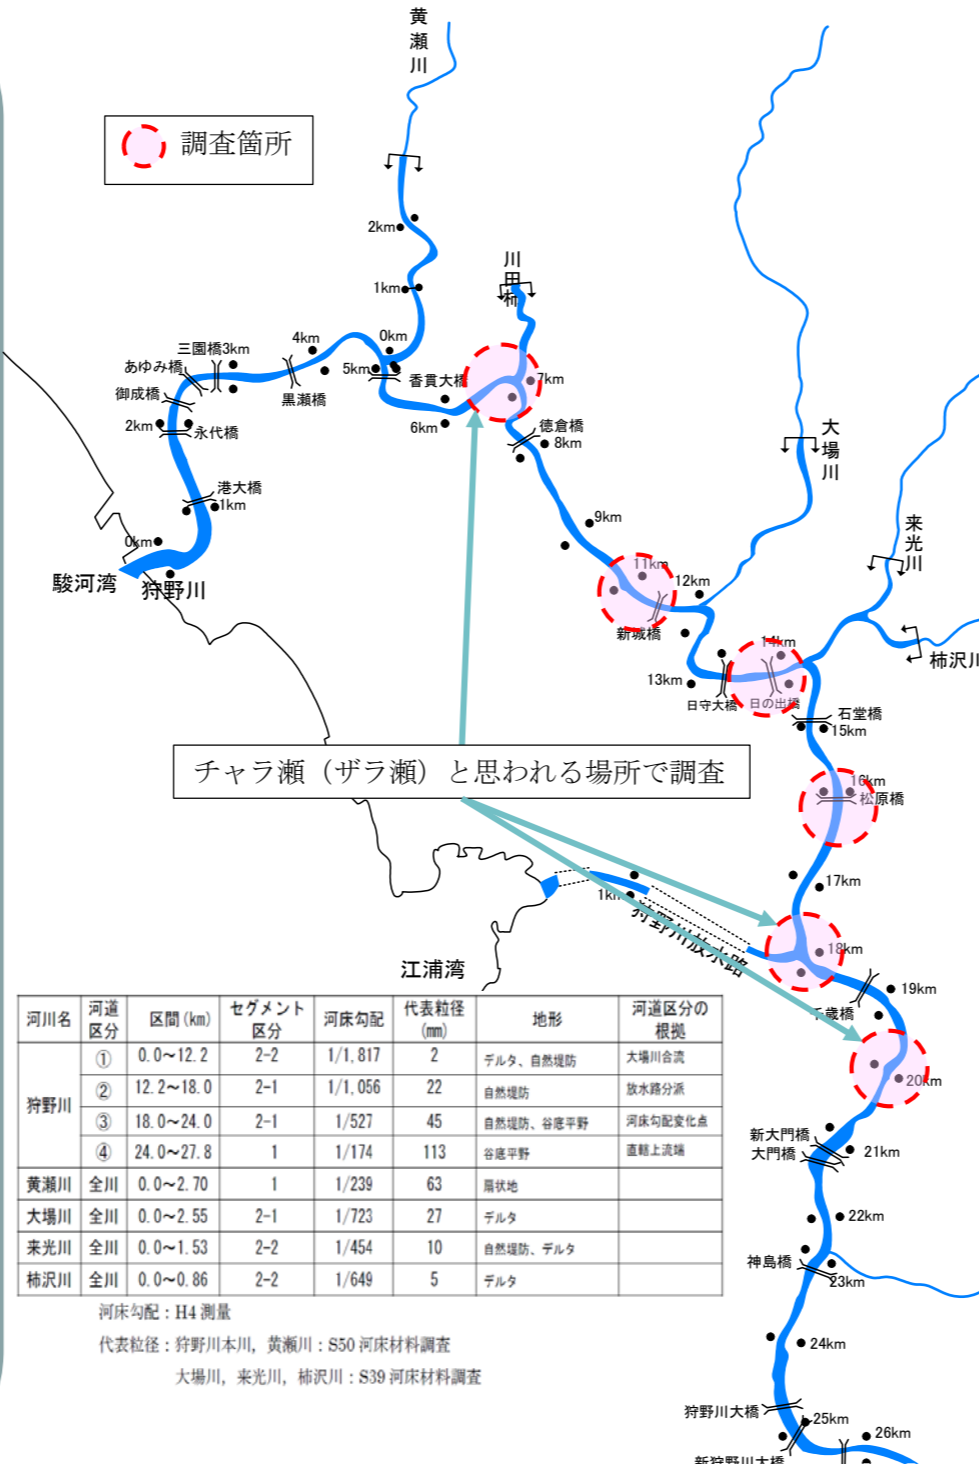 黄瀬川
調査箇所
2km
川田柿
1km
4km
0km
三園橋3km
あゆみ橋
5km
香貫大橋
7km
御成橋
黒瀬橋
2km
永代橋
6km
徳倉橋
8km
大場川
港大橋
1km
9km
0km
来光川
駿河湾
狩野川
11km
12km
新城橋
14km
柿沢川
13km
日守大橋
日の出橋
石堂橋
15km
チャラ瀬（ザラ瀬）と思われる場所で調査
16km
松原橋
17km
1km
狩野川放水路
18km
江浦湾
19km
千歳橋
20km
河川名 河道区分 区間(km) セグメント区分 河床勾配 代表粒径(mm) 地形 河道区分の根拠
狩野川 ① 0.0～12.2 2-2 1/1,817 2 デルタ、自然堤防 大場川合流
② 12.2～18.0 2-1 1/1,056 22 自然堤防 放水路分派
③ 18.0～24.0 2-1 1/527 45 自然堤防、谷底平野 河床勾配変化点
④ 24.0～27.8 1 1/174 113 谷底平野 直轄上流端
黄瀬川 全川 0.0～2.70 1 1/239 63 扇状地
大場川 全川 0.0～2.55 2-1 1/723 27 デルタ
来光川 全川 0.0～1.53 2-2 1/454 10 自然堤防、デルタ
柿沢川 全川 0.0～0.86 2-2 1/649 5 デルタ
河床勾配：H4 測量
代表粒径：狩野川本川，黄瀬川：S50 河床材料調査
大場川，来光川，柿沢川：S39 河床材料調査
新大門橋
大門橋
21km
22km
神島橋
23km
24km
狩野川大橋
25km
26km
新狩野川大橋